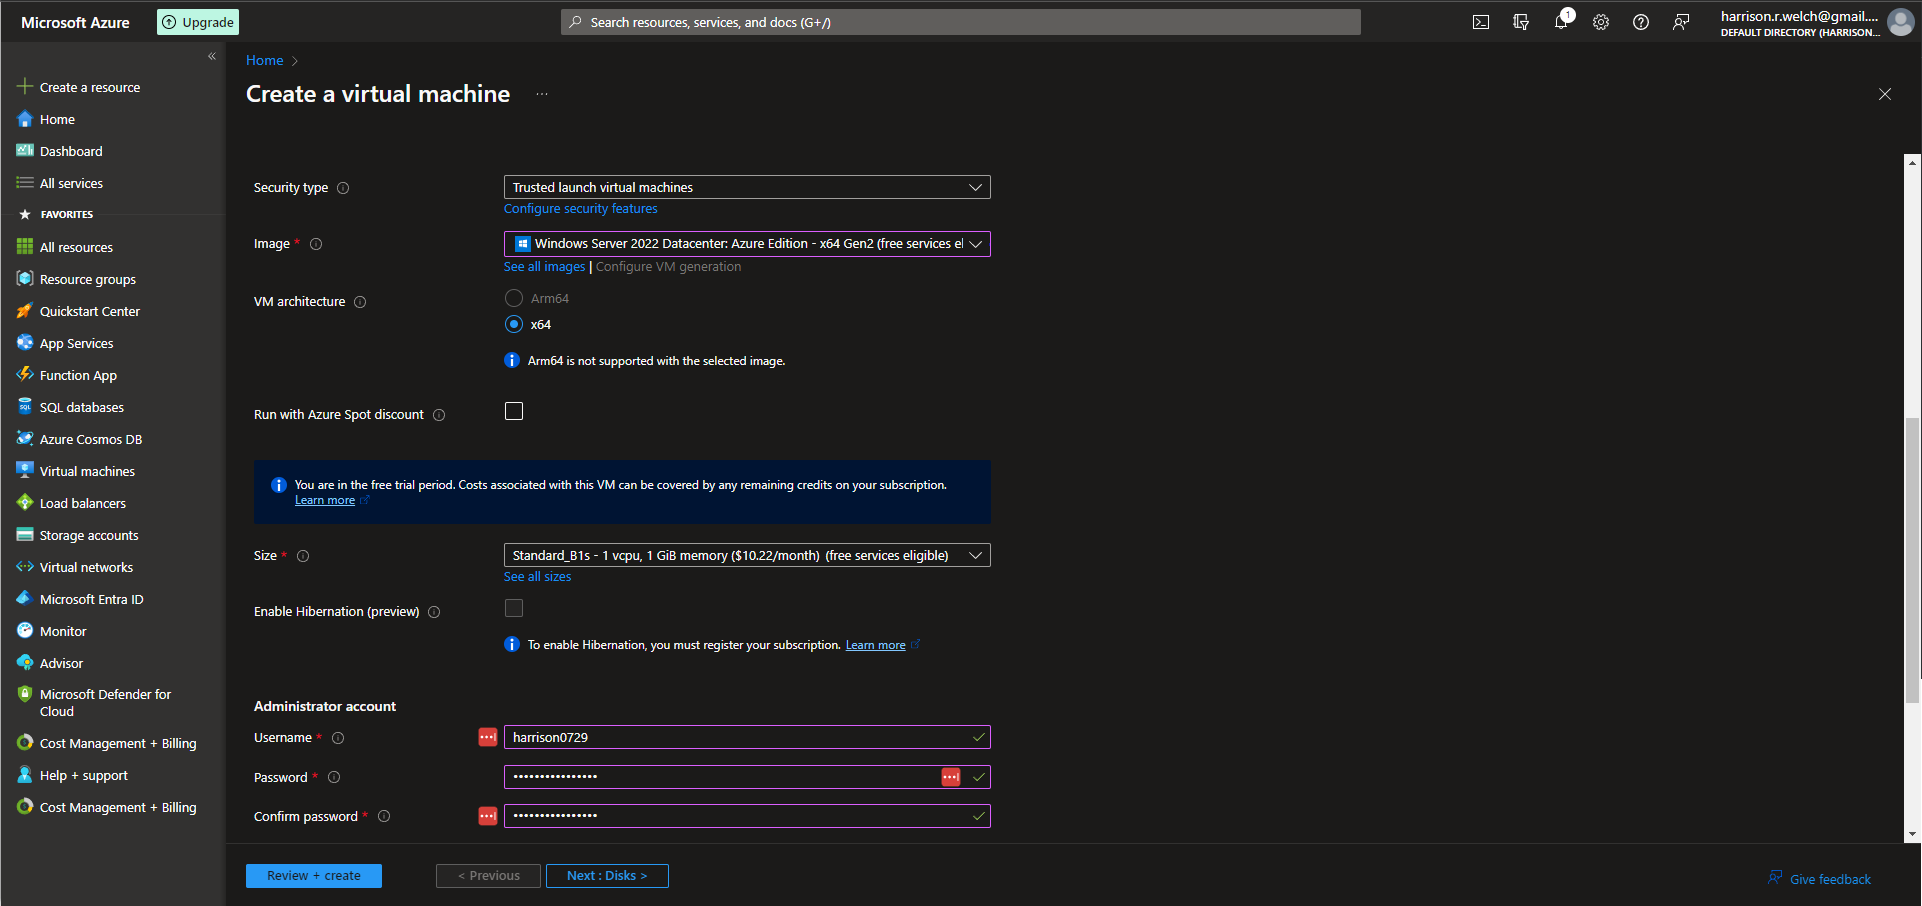 Microsoft Azure
Upgrade
Search resources, services, and docs (G+/)
1
harrison.r.welch@gmail....
DEFAULT DIRECTORY (HARRISON...
«
Create a resource
Home
Dashboard
All services
FAVORITES
All resources
Resource groups
Quickstart Center
App Services
Function App
SQL databases
Azure Cosmos DB
Virtual machines
Load balancers
Storage accounts
Virtual networks
Microsoft Entra ID
Monitor
Advisor
Microsoft Defender for
Cloud
Cost Management + Billing
Help + support
Cost Management + Billing
Home >
Create a virtual machine ...
Security type
Trusted launch virtual machines
Configure security features
Image *
Windows Server 2022 Datacenter: Azure Edition - x64 Gen2 (free services el
See all images | Configure VM generation
VM architecture
Arm64
x64
Arm64 is not supported with the selected image.
Run with Azure Spot discount
You are in the free trial period. Costs associated with this VM can be covered by any remaining credits on your subscription.
Learn more
Size *
Standard_B1s - 1 vcpu, 1 GiB memory ($10.22/month) (free services eligible)
See all sizes
Enable Hibernation (preview)
To enable Hibernation, you must register your subscription. Learn more
Administrator account
Username *
harrison0729
Password *
••••••••••••••••
Confirm password *
••••••••••••••••
Review + create
< Previous
Next : Disks >
Give feedback